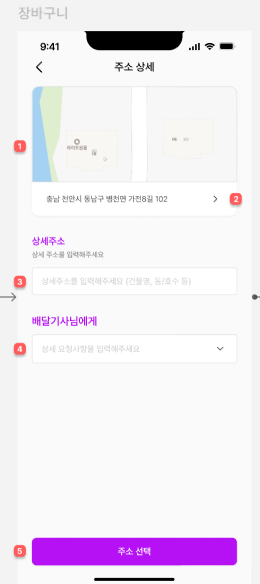 장바구니
9:41
주소 상세
1
충남 천안시 동남구 병천면 가전8길 102
2
상세주소
상세 주소를 입력해주세요
3
상세주소를 입력해주세요 (건물명, 동/호수 등)
배달기사님에게
4
상세 요청사항을 입력해주세요
5
주소 선택